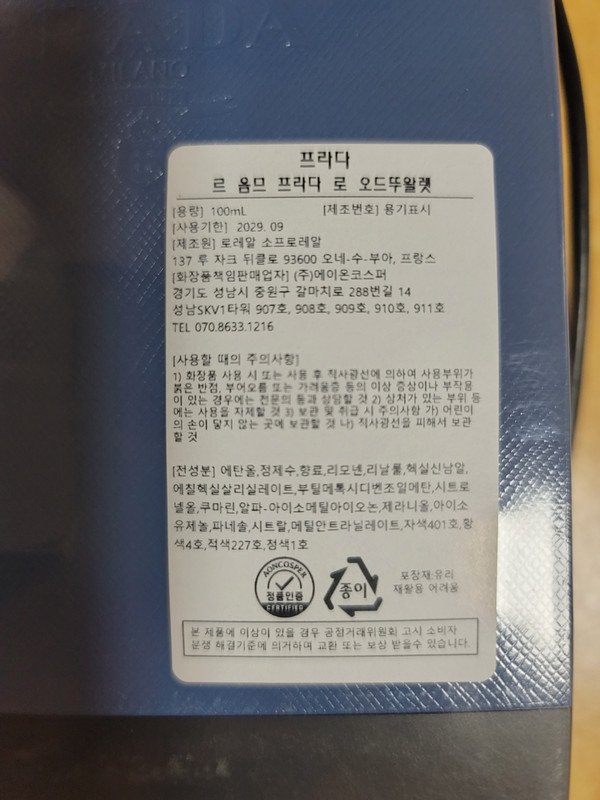 프라다
르 옴므 프라다 로 오드뚜왈렛
[용량] 100mL [제조번호] 용기표시
[사용기한] 2029. 09
[제조원] 로레알 소프로레알
137 루 자크 뒤클로 93600 오네-수-부아, 프랑스
[화장품책임판매업자] (주)에이온코스퍼
경기도 성남시 중원구 갈마치로 288번길 14
성남SKV1타워 907호, 908호, 909호, 910호, 911호
TEL 070.8633.1216
[사용할 때의 주의사항]
1) 화장품 사용 시 또는 사용 후 직사광선에 의하여 사용부위가
붉은 반점, 부어오름 또는 가려움증 등의 이상 증상이나 부작용
이 있는 경우에는 전문의 등과 상담할 것 2) 상처가 있는 부위 등
에는 사용을 자제할 것 3) 보관 및 취급 시 주의사항 가) 어린이
의 손이 닿지 않는 곳에 보관할 것 나) 직사광선을 피해서 보관
할 것
[전성분] 에탄올,정제수,향료,리모넨,리날룰,헥실신남알,
에칠헥실살리실레이트,부틸메톡시디벤조일메탄,시트로
넬올,쿠마린,알파-아이소메틸아이오논,제라니올,아이소
유제놀,파네솔,시트랄,메틸안트라닐레이트,자색401호,황
색4호,적색227호,청색1호
AONCOSPER
정품인증
CERTIFIED
종이
포장재:유리
재활용 어려움
본 제품에 이상이 있을 경우 공정거래위원회 고시 소비자
분쟁 해결기준에 의거하며 교환 또는 보상 받을수 있습니다.